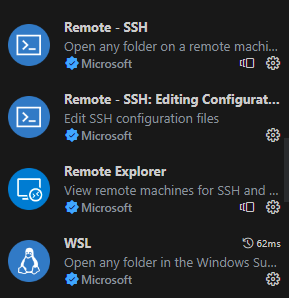 Remote - SSH
Open any folder on a remote machi...
Microsoft
Remote - SSH: Editing Configurat...
Edit SSH configuration files
Microsoft
Remote Explorer
View remote machines for SSH and ...
Microsoft
WSL 62ms
Open any folder in the Windows Su...
Microsoft